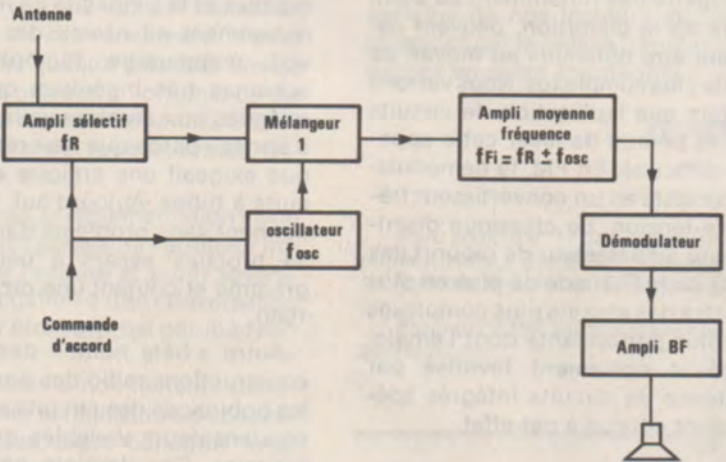 Antenne
Ampli sélectif
fR
Mélangeur
1
Ampli moyenne
fréquence
fFi = fR ± fosc
oscillateur
fosc
Démodulateur
Commande
d'accord
Ampli BF